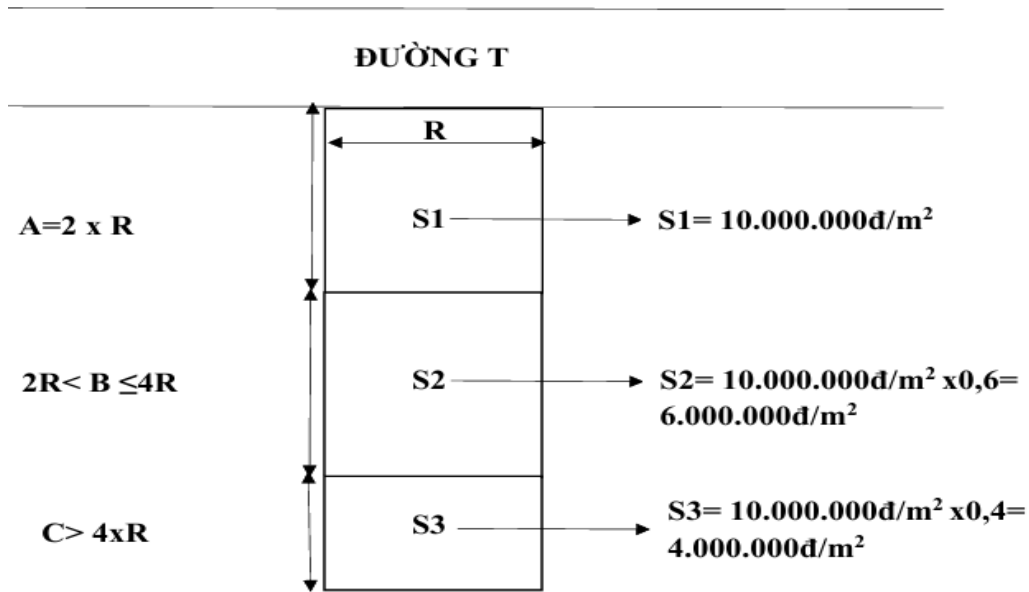 ĐƯỜNG T
R
A=2 x R
S1
S1= 10.000.000đ/m²
2R< B ≤4R
S2
S2= 10.000.000đ/m² x0,6=
6.000.000đ/m²
C> 4xR
S3
S3= 10.000.000đ/m² x0,4=
4.000.000đ/m²